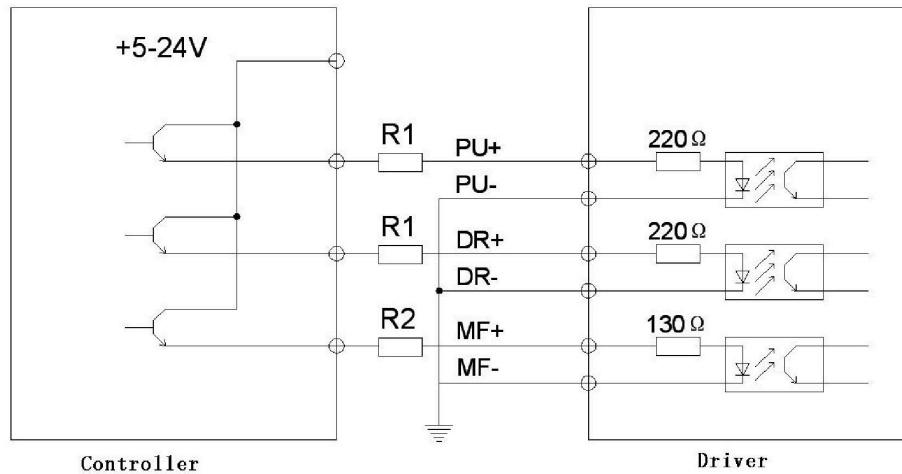 +5-24V
R1
PU+
220Ω
PU-
R1
DR+
220Ω
DR-
R2
MF+
130Ω
MF-
Controller
Driver